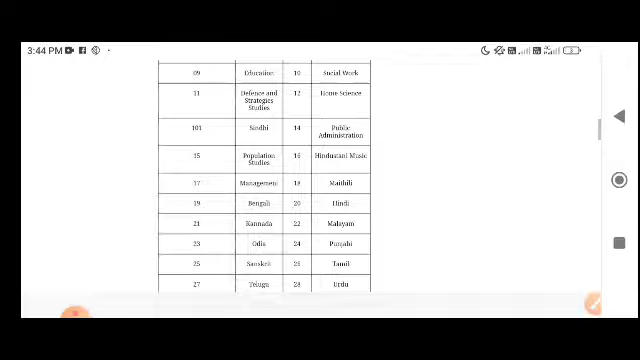 3:44 PM
09 Education 10 Social Work
11 Defence and Strategies Studies 12 Home Science
101 Sindhi 14 Public Administration
15 Population Studies 16 Hindustani Music
17 Management 18 Maithili
19 Bengali 20 Hindi
21 Kannada 22 Malayam
23 Odia 24 Punjabi
25 Sanskrit 26 Tamil
27 Telugu 28 Urdu